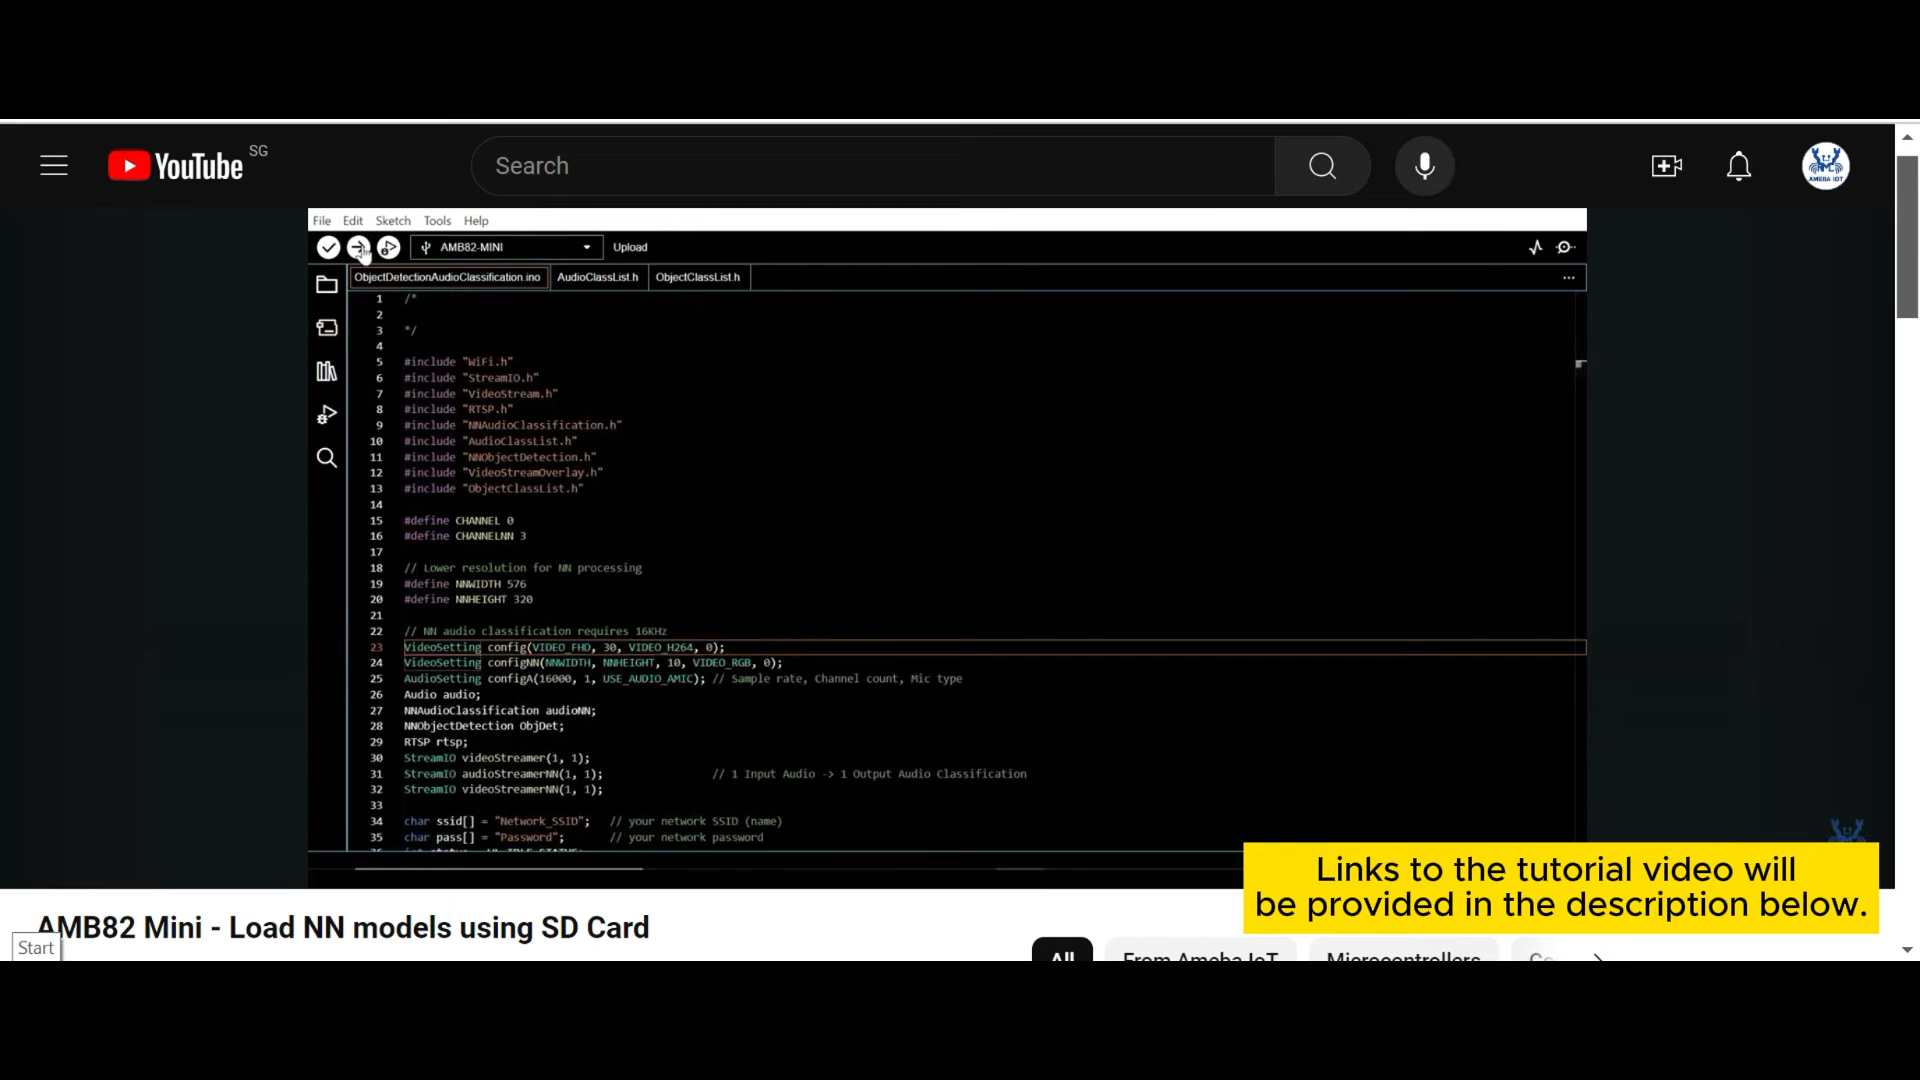 YouTube SG
Search
AMEBA IOT
File Edit Sketch Tools Help
AMB82-MINI Upload
ObjectDetectionAudioClassification.ino AudioClassList.h ObjectClassList.h ...
1 /*
2
3 */
4
5 #include "WiFi.h"
6 #include "StreamIO.h"
7 #include "VideoStream.h"
8 #include "RTSP.h"
9 #include "NNAudioClassification.h"
10 #include "AudioClassList.h"
11 #include "NNObjectDetection.h"
12 #include "VideoStreamOverlay.h"
13 #include "ObjectClassList.h"
14
15 #define CHANNEL 0
16 #define CHANNELNN 3
17
18 // Lower resolution for NN processing
19 #define NNWIDTH 576
20 #define NNHEIGHT 320
21
22 // NN audio classification requires 16KHz
23 VideoSetting config(VIDEO_FHD, 30, VIDEO_H264, 0);
24 VideoSetting configNN(NNWIDTH, NNHEIGHT, 10, VIDEO_RGB, 0);
25 AudioSetting configA(16000, 1, USE_AUDIO_AMIC); // Sample rate, Channel count, Mic type
26 Audio audio;
27 NNAudioClassification audioNN;
28 NNObjectDetection ObjDet;
29 RTSP rtsp;
30 StreamIO videoStreamer(1, 1);
31 StreamIO audioStreamerNN(1, 1); // 1 Input Audio -> 1 Output Audio Classification
32 StreamIO videoStreamerNN(1, 1);
33
34 char ssid[] = "Network_SSID"; // your network SSID (name)
35 char pass[] = "Password"; // your network password
Links to the tutorial video will
be provided in the description below.
AMB82 Mini - Load NN models using SD Card
Start
All From Ameba IoT Microcontrollers